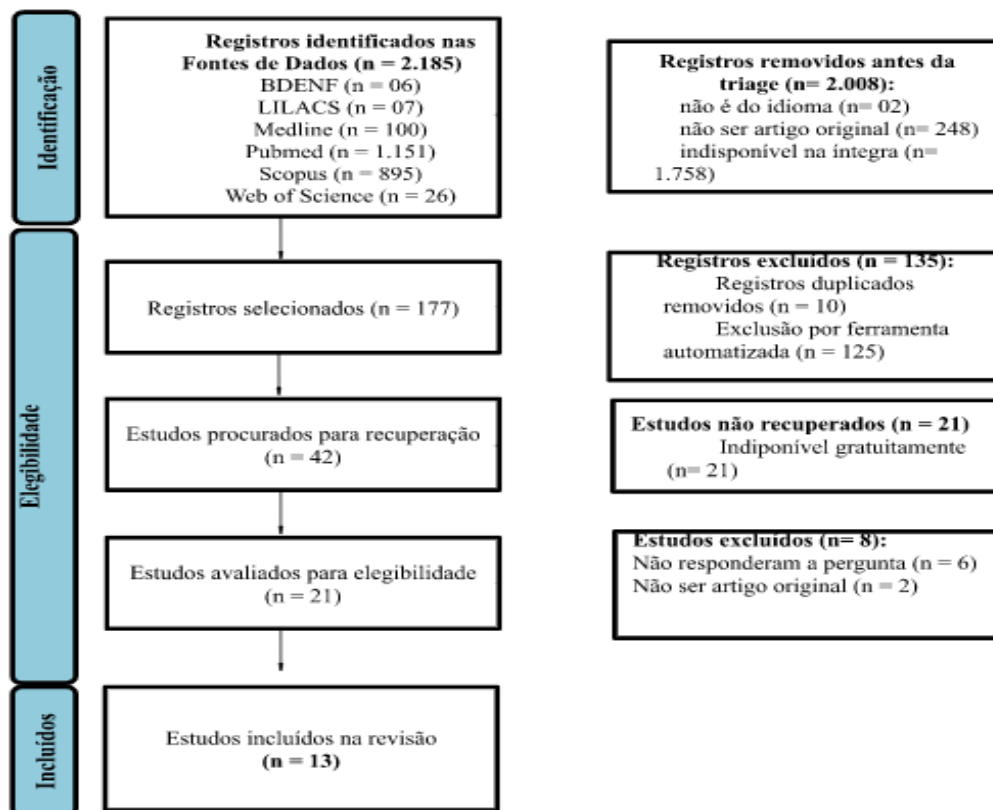 Identificação
Registros identificados nas
Fontes de Dados (n = 2.185)
BDENF (n = 06)
LILACS (n = 07)
Medline (n = 100)
Pubmed (n = 1.151)
Scopus (n = 895)
Web of Science (n = 26)
Registros removidos antes da
triage (n= 2.008):
não é do idioma (n= 02)
não ser artigo original (n= 248)
indisponível na íntegra (n=
1.758)
Elegibilidade
Registros selecionados (n = 177)
Registros excluídos (n = 135):
Registros duplicados
removidos (n = 10)
Exclusão por ferramenta
automatizada (n = 125)
Estudos procurados para recuperação
(n = 42)
Estudos não recuperados (n = 21)
Indiponível gratuitamente
(n= 21)
Estudos avaliados para elegibilidade
(n = 21)
Estudos excluídos (n= 8):
Não responderam a pergunta (n = 6)
Não ser artigo original (n = 2)
Incluídos
Estudos incluídos na revisão
(n = 13)